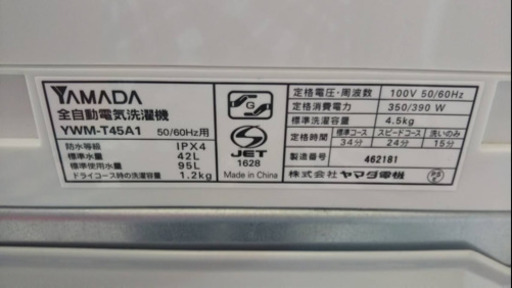 YAMADA
全自動電気洗濯機
YWM-T45A1 50/60Hz用
防水等級 IPX4
標準水量 42L
標準使用水量 95L
ドライコース時の洗濯容量 1.2kg
JET
1628
Made in China
定格電圧・周波数 100V 50/60Hz
定格消費電力 350/390 W
標準洗濯容量 4.5kg
定格時間 標準コース スピードコース 洗いのみ
34分 24分 15分
製造番号 462181
株式会社 ヤマダ電機